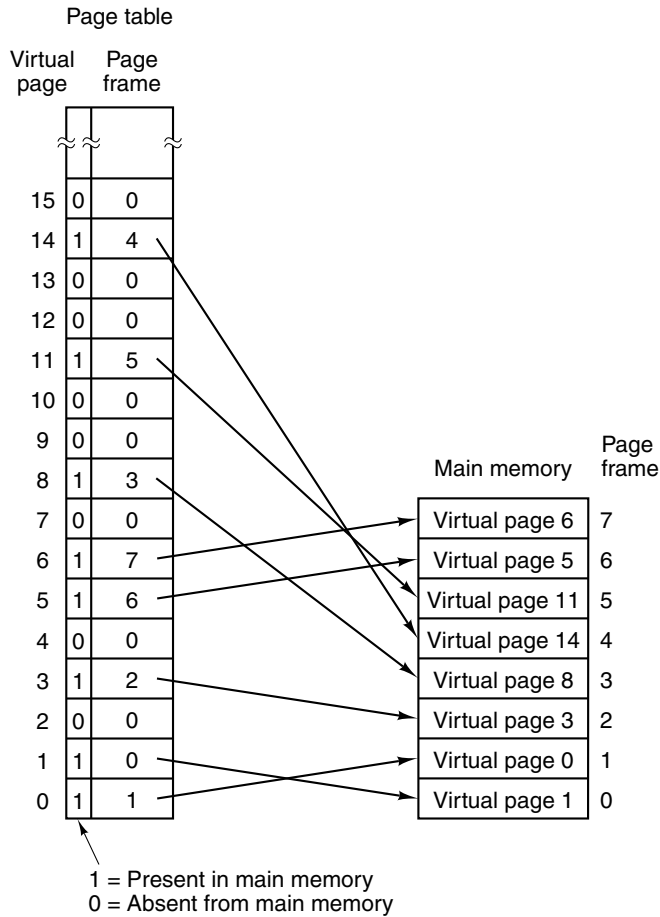 Page table
Virtual page
Page frame
15 0 0
14 1 4
13 0 0
12 0 0
11 1 5
10 0 0
9 0 0
8 1 3
7 0 0
6 1 7
5 1 6
4 0 0
3 1 2
2 0 0
1 1 0
0 1 1
1 = Present in main memory
0 = Absent from main memory
Main memory
Page frame
Virtual page 6 7
Virtual page 5 6
Virtual page 11 5
Virtual page 14 4
Virtual page 8 3
Virtual page 3 2
Virtual page 0 1
Virtual page 1 0